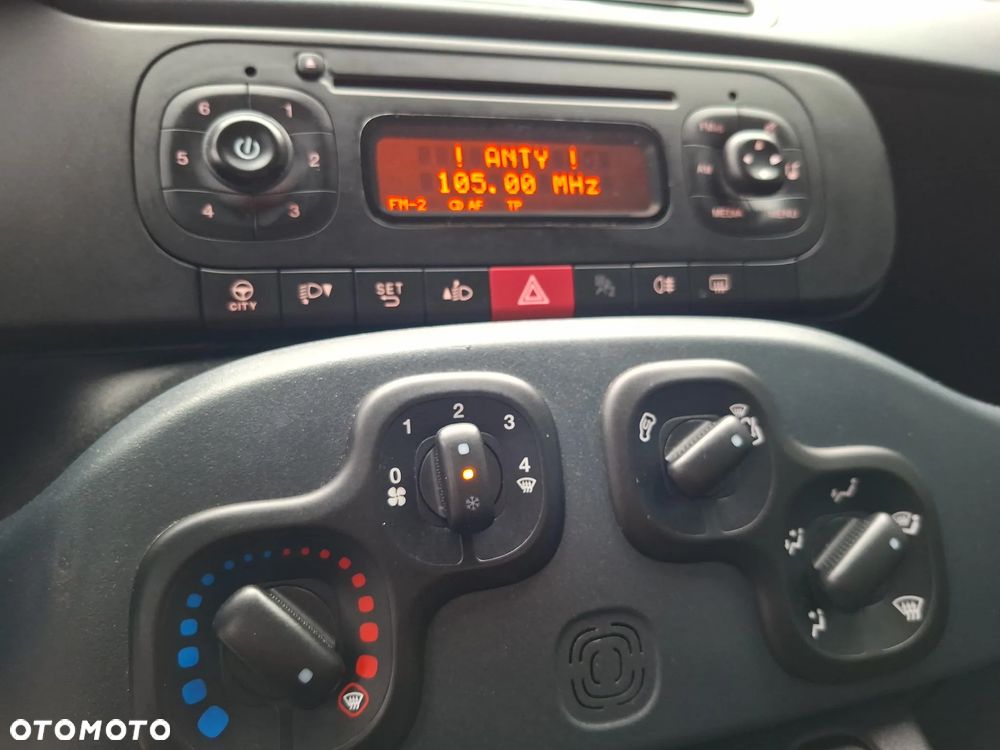 6 1
5 2
4 3
! ANTY !
105.00 MHz
FM-2 AF TP
MEDIA MENU
CITY
SET
0 1 2 3 4
OTOMOTO